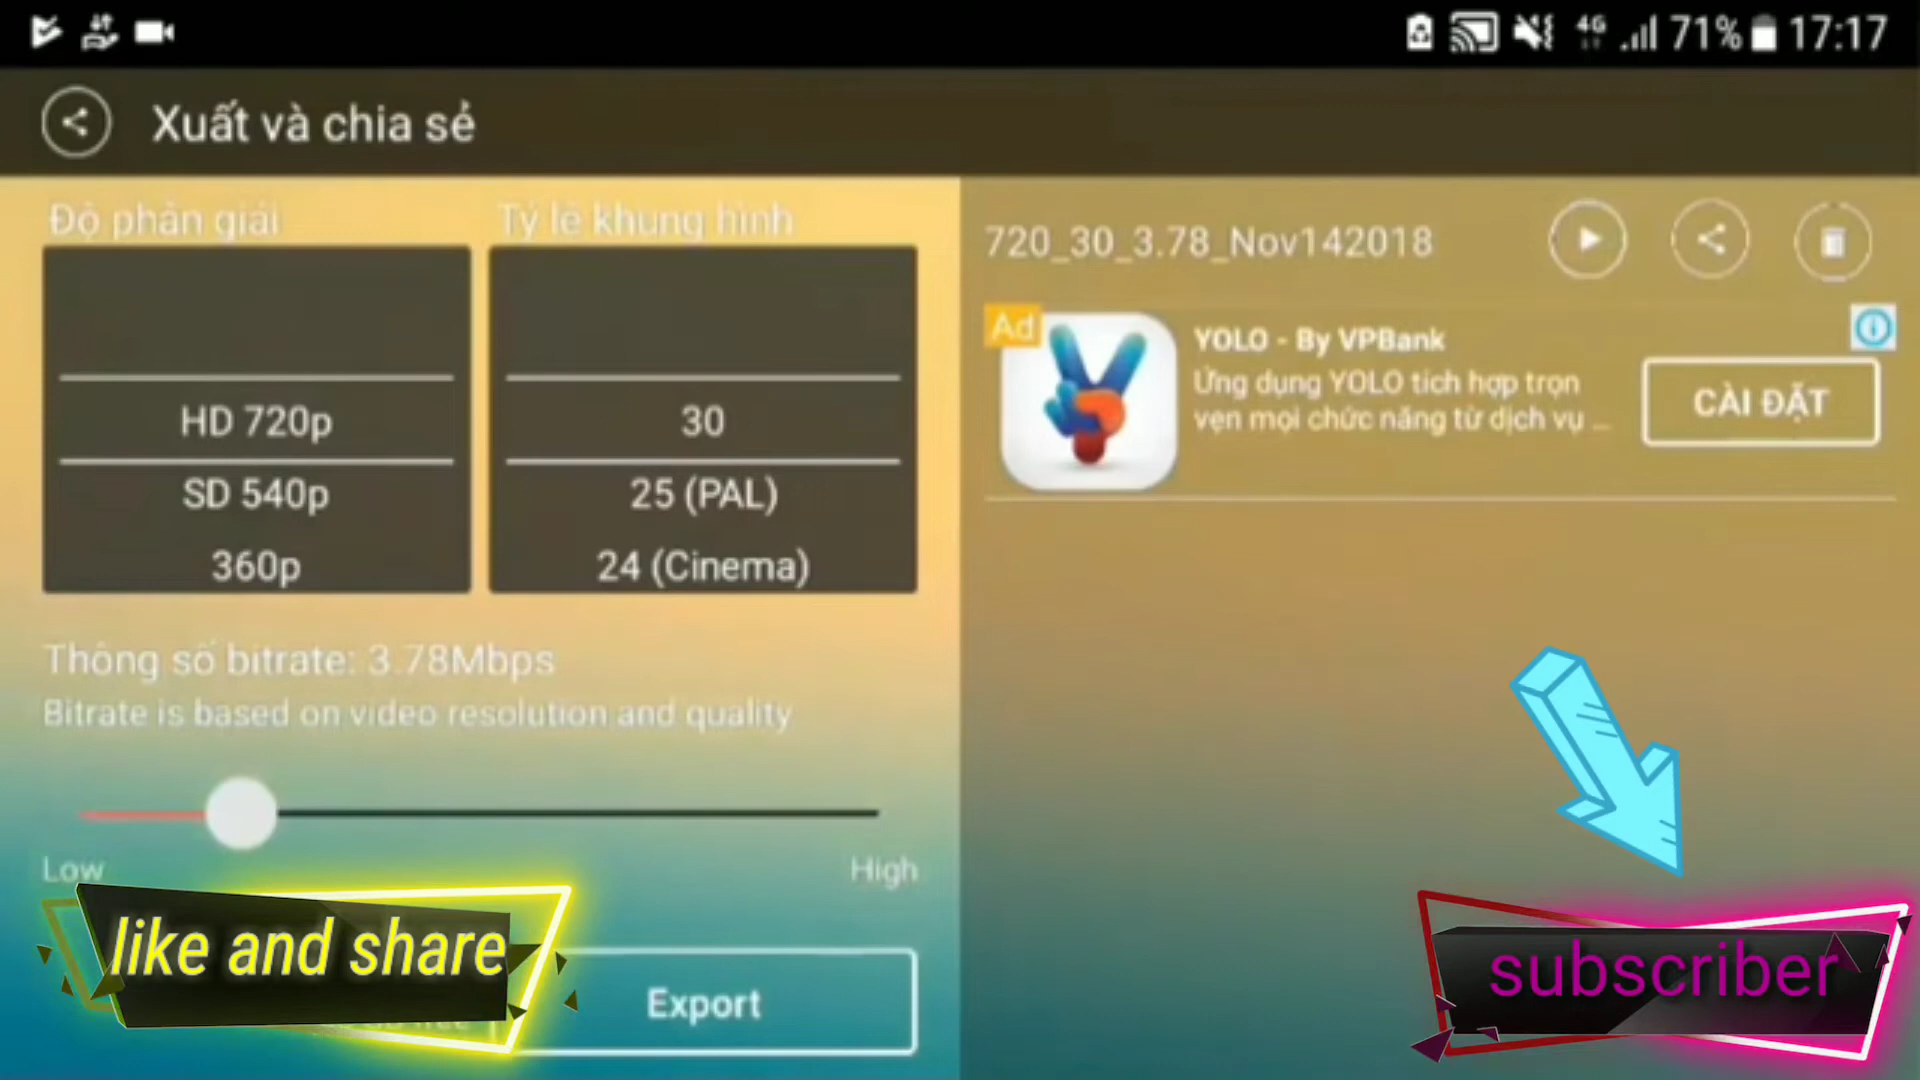 4G 71% 17:17
Xuất và chia sẻ
Độ phân giải
Tỷ lệ khung hình
HD 720p
SD 540p
360p
30
25 (PAL)
24 (Cinema)
Thông số bitrate: 3.78Mbps
Bitrate is based on video resolution and quality
Low
High
like and share
Export
720_30_3.78_Nov142018
Ad
YOLO - By VPBank
Ứng dụng YOLO tích hợp trọn
vẹn mọi chức năng từ dịch vụ ...
CÀI ĐẶT
subscriber